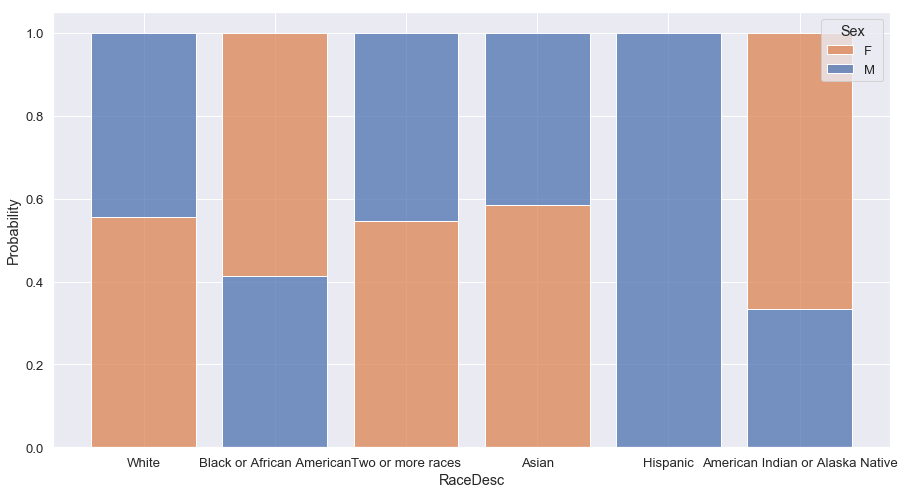 Sex
F
M
Probability
1.0
0.8
0.6
0.4
0.2
0.0
White Black or African American Two or more races Asian Hispanic American Indian or Alaska Native
RaceDesc